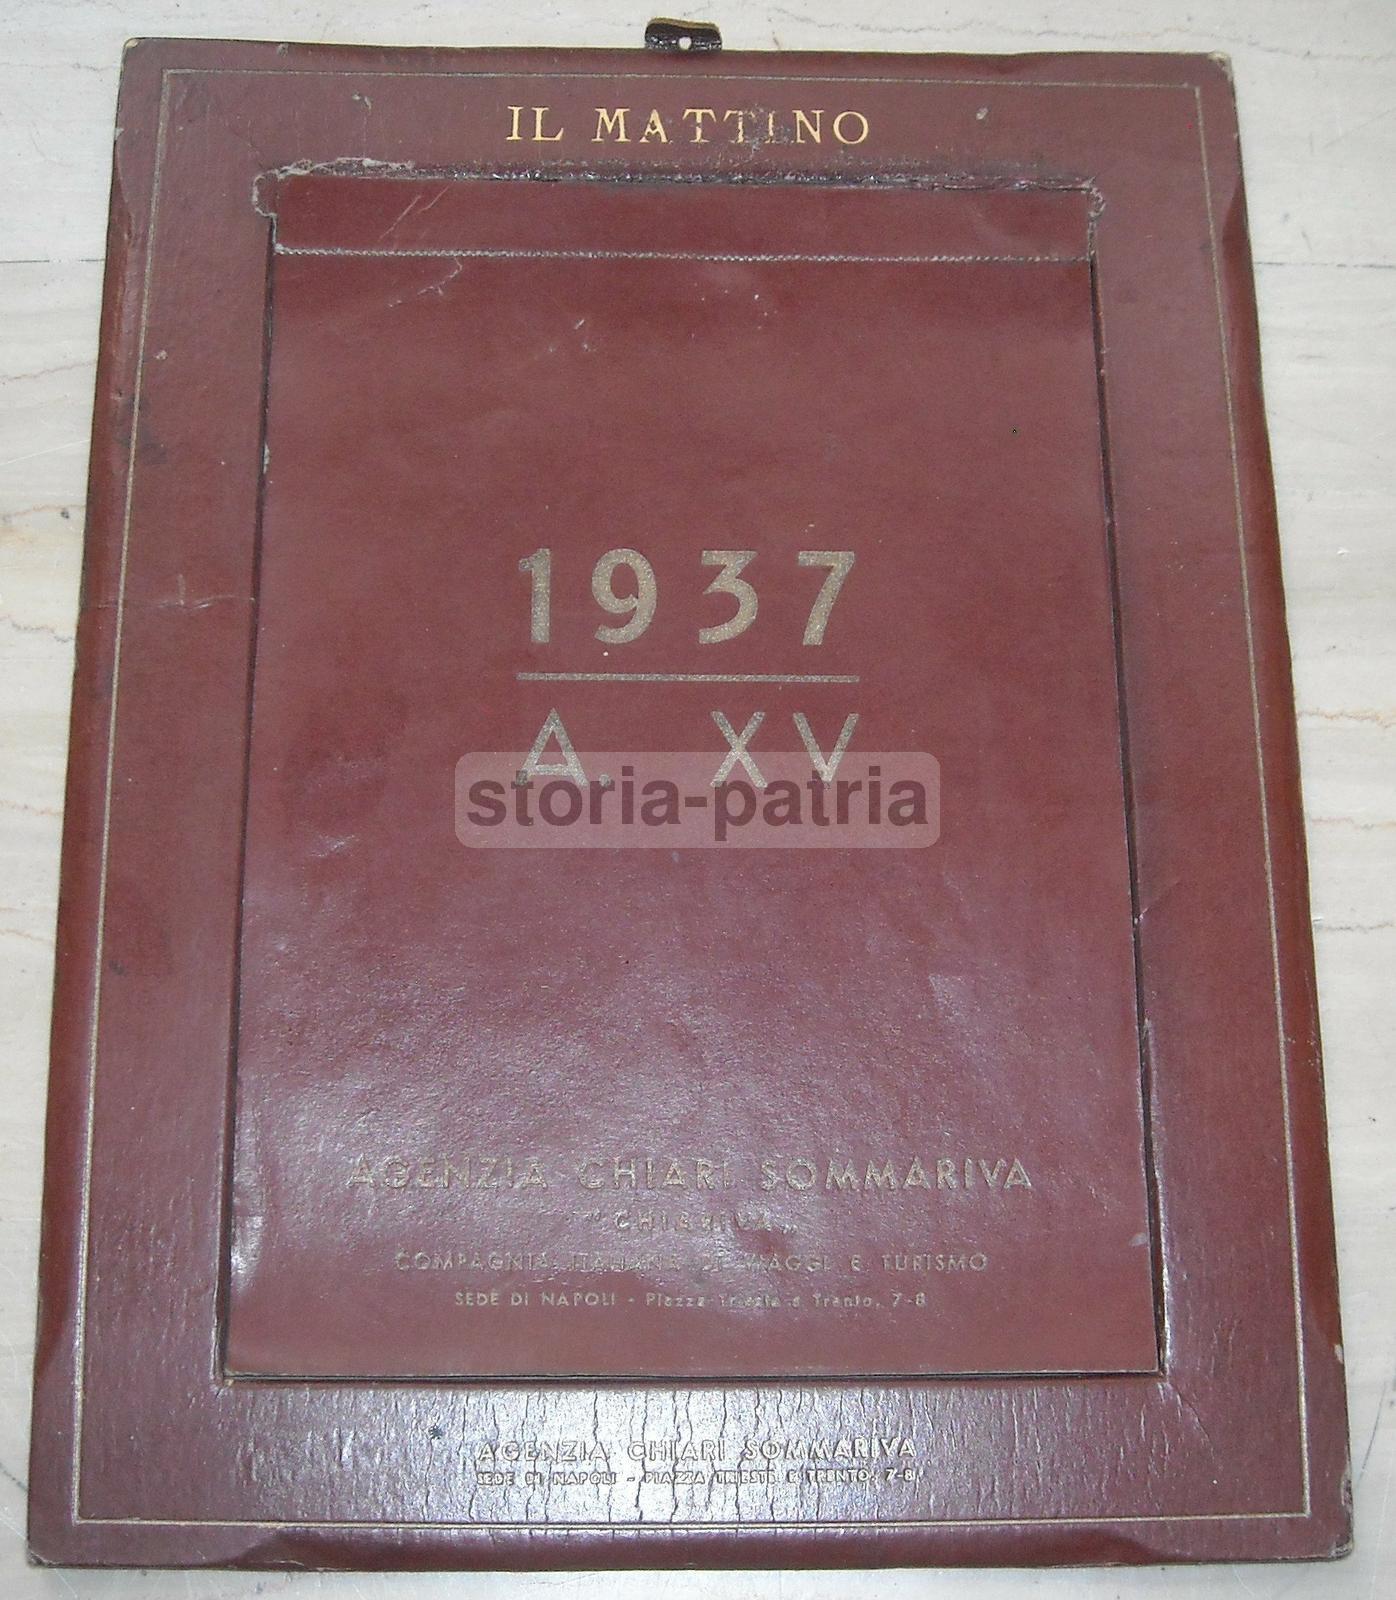 IL MATTINO
1937
A. XV
storia-patria
AGENZIA CHIARI SOMMARIVA
"CHIARIVA„
COMPAGNIA ITALIANA DI VIAGGI E TURISMO
SEDE DI NAPOLI - Piazza Trieste e Trento, 7-8
AGENZIA CHIARI SOMMARIVA
SEDE DI NAPOLI - PIAZZA TRIESTE E TRENTO, 7-8